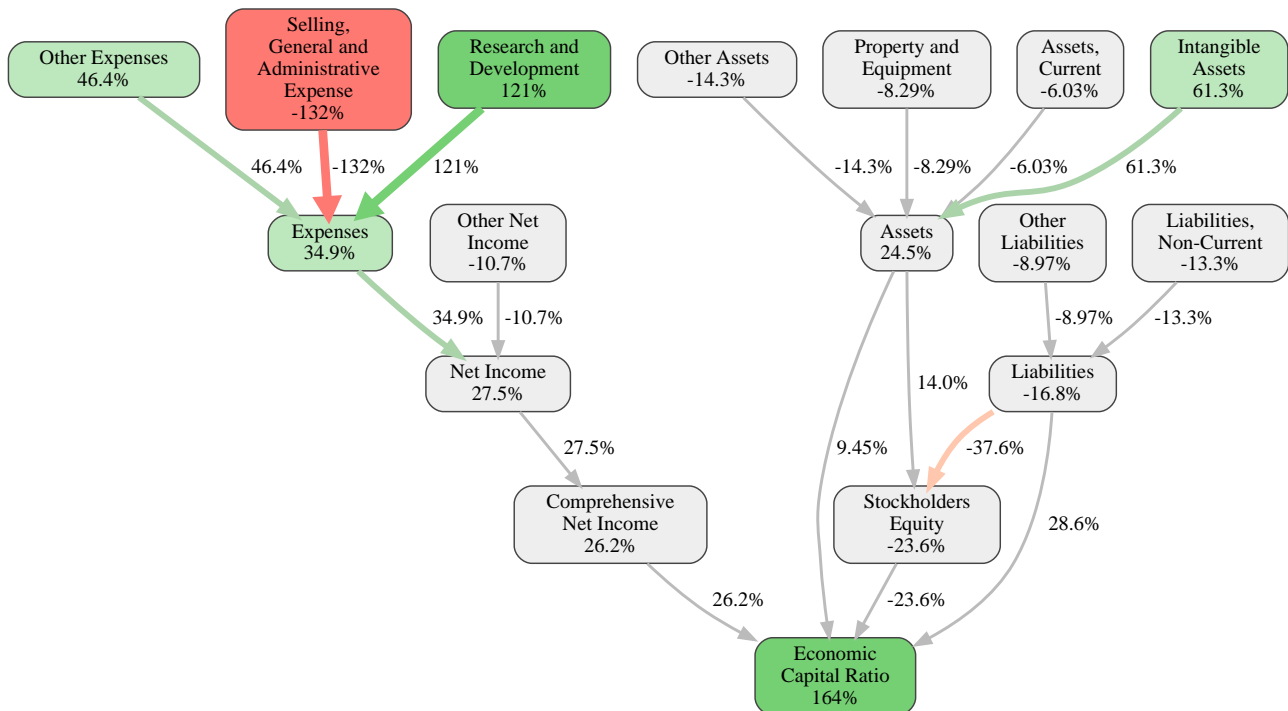 Other Expenses
46.4%
Selling,
General and
Administrative
Expense
-132%
Research and
Development
121%
Other Assets
-14.3%
Property and
Equipment
-8.29%
Assets,
Current
-6.03%
Intangible
Assets
61.3%
46.4%
-132%
121%
-14.3%
-8.29%
-6.03%
61.3%
Expenses
34.9%
Other Net
Income
-10.7%
Assets
24.5%
Other
Liabilities
-8.97%
Liabilities,
Non-Current
-13.3%
34.9%
-10.7%
-8.97%
-13.3%
Net Income
27.5%
14.0%
Liabilities
-16.8%
27.5%
9.45%
-37.6%
Comprehensive
Net Income
26.2%
Stockholders
Equity
-23.6%
28.6%
26.2%
-23.6%
Economic
Capital Ratio
164%